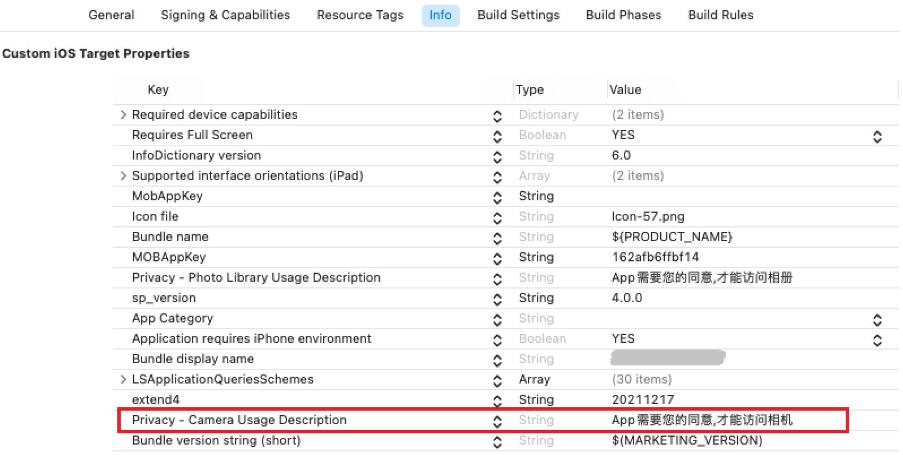 General Signing & Capabilities Resource Tags Info Build Settings Build Phases Build Rules
Custom iOS Target Properties
Key Type Value
Required device capabilities Dictionary (2 items)
Requires Full Screen Boolean YES
InfoDictionary version String 6.0
Supported interface orientations (iPad) Array (2 items)
MobAppKey String
Icon file String Icon-57.png
Bundle name String ${PRODUCT_NAME}
MOBAppKey String 162afb6ffbf14
Privacy - Photo Library Usage Description String App需要您的同意,才能访问相册
sp_version String 4.0.0
App Category String
Application requires iPhone environment Boolean YES
Bundle display name String
LSApplicationQueriesSchemes Array (30 items)
extend4 String 20211217
Privacy - Camera Usage Description String App需要您的同意,才能访问相机
Bundle version string (short) String $(MARKETING_VERSION)